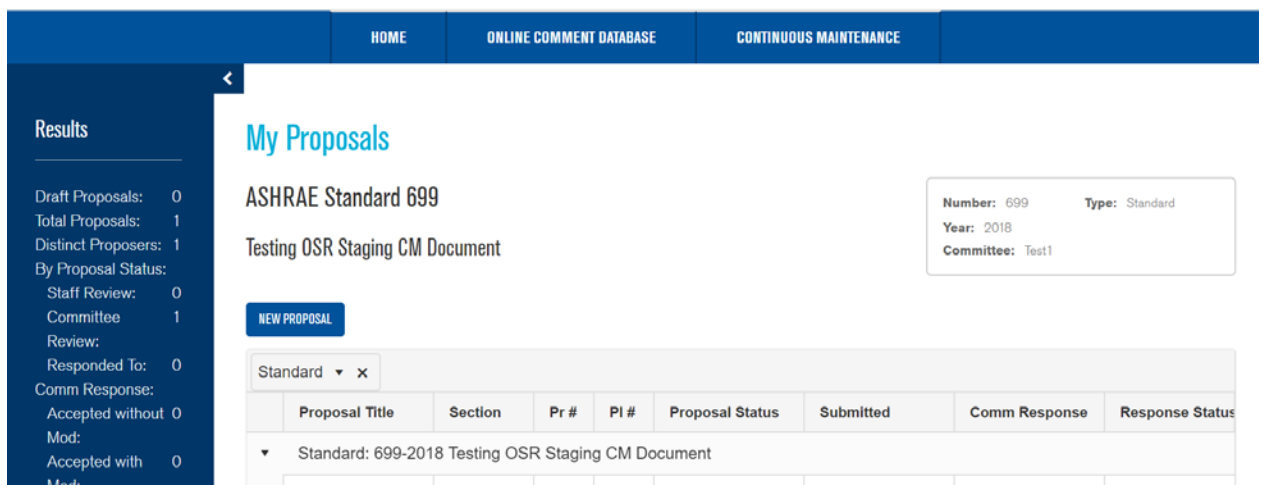 HOME ONLINE COMMENT DATABASE CONTINUOUS MAINTENANCE
Results
Draft Proposals: 0
Total Proposals: 1
Distinct Proposers: 1
By Proposal Status:
Staff Review: 0
Committee 1
Review:
Responded To: 0
Comm Response:
Accepted without 0
Mod:
Accepted with 0
Mod:
My Proposals
ASHRAE Standard 699
Testing OSR Staging CM Document
Number: 699 Type: Standard
Year: 2018
Committee: Test1
NEW PROPOSAL
Standard
Proposal Title Section Pr # PI # Proposal Status Submitted Comm Response Response Status
Standard: 699-2018 Testing OSR Staging CM Document